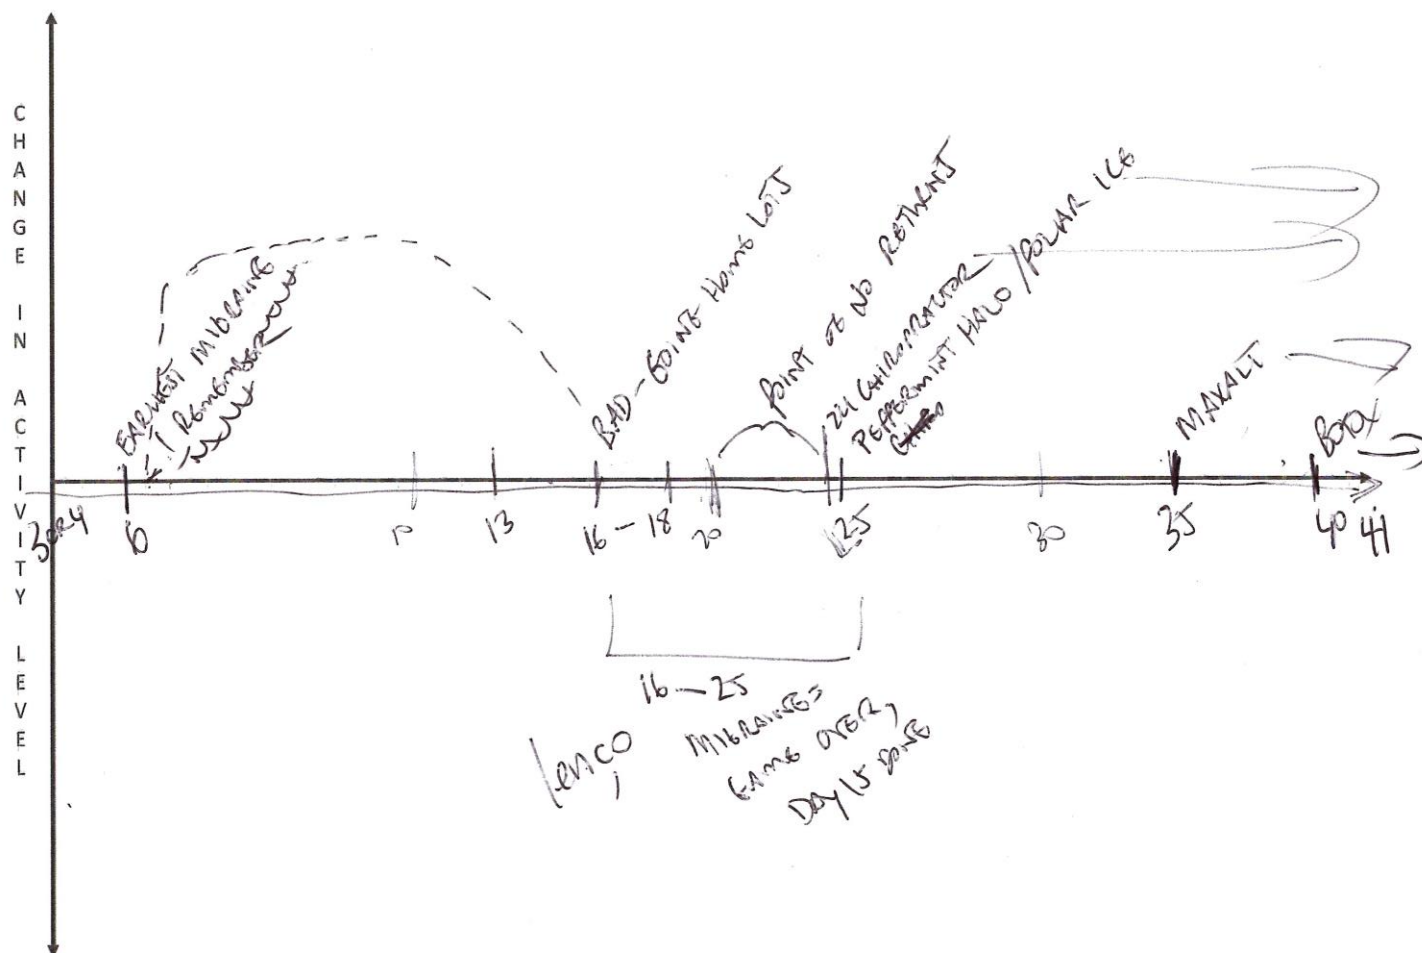 CHANGE IN ACTIVITY LEVEL
EARLIEST MIGRAINE
I REMEMBER
BAD - GOING HOME LOTS
POINT OF NO RETURN
24 CHIROPRACTOR
PEPPERMINT HALO / POLAR ICE
MAXALT
BOTOX
3 OR 4
6
10
13
16 - 18
20
25
30
35
40
41
16 - 25
MIGRAINES
GAME OVER,
DAY IS DONE